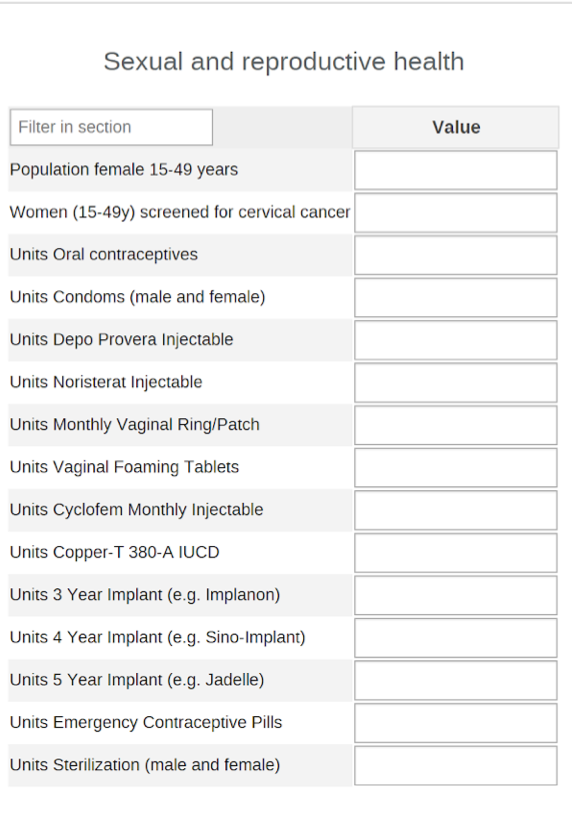 Sexual and reproductive health
Filter in section
Value
Population female 15-49 years
Women (15-49y) screened for cervical cancer
Units Oral contraceptives
Units Condoms (male and female)
Units Depo Provera Injectable
Units Noristerat Injectable
Units Monthly Vaginal Ring/Patch
Units Vaginal Foaming Tablets
Units Cyclofem Monthly Injectable
Units Copper-T 380-A IUCD
Units 3 Year Implant (e.g. Implanon)
Units 4 Year Implant (e.g. Sino-Implant)
Units 5 Year Implant (e.g. Jadelle)
Units Emergency Contraceptive Pills
Units Sterilization (male and female)